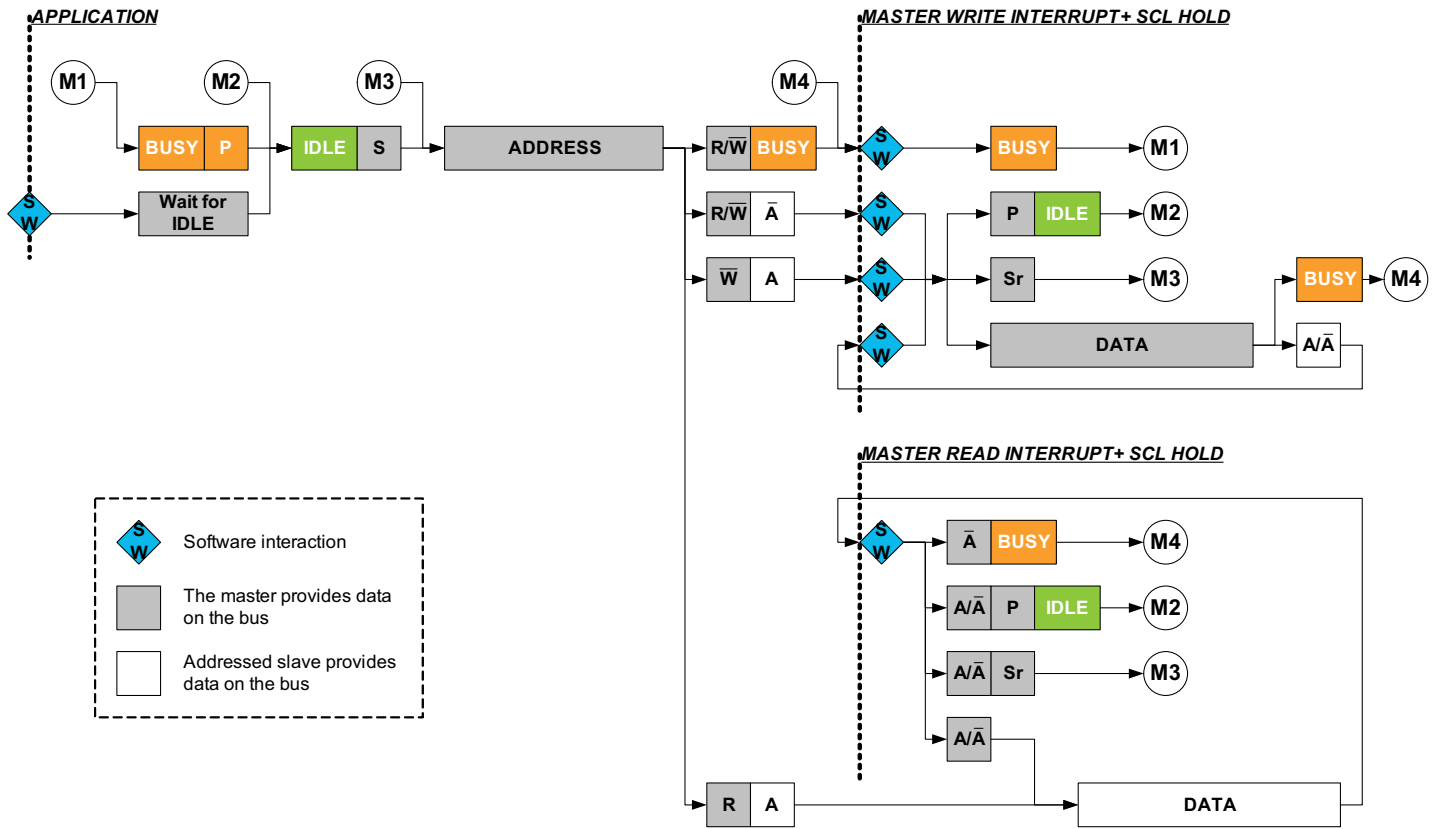 APPLICATION
MASTER WRITE INTERRUPT + SCL HOLD
M1
M2
M3
M4
BUSY P
IDLE S
ADDRESS
R/W̅ BUSY
S
W
BUSY
M1
S
W
Wait for
IDLE
R/W̅ A̅
S
W
P IDLE
M2
W̅ A
S
W
Sr
M3
BUSY
M4
S
W
DATA
A/A̅
MASTER READ INTERRUPT + SCL HOLD
S
W
A̅ BUSY
M4
A/A̅ P IDLE
M2
A/A̅ Sr
M3
A/A̅
R A
DATA
S
W
Software interaction
The master provides data
on the bus
Addressed slave provides
data on the bus